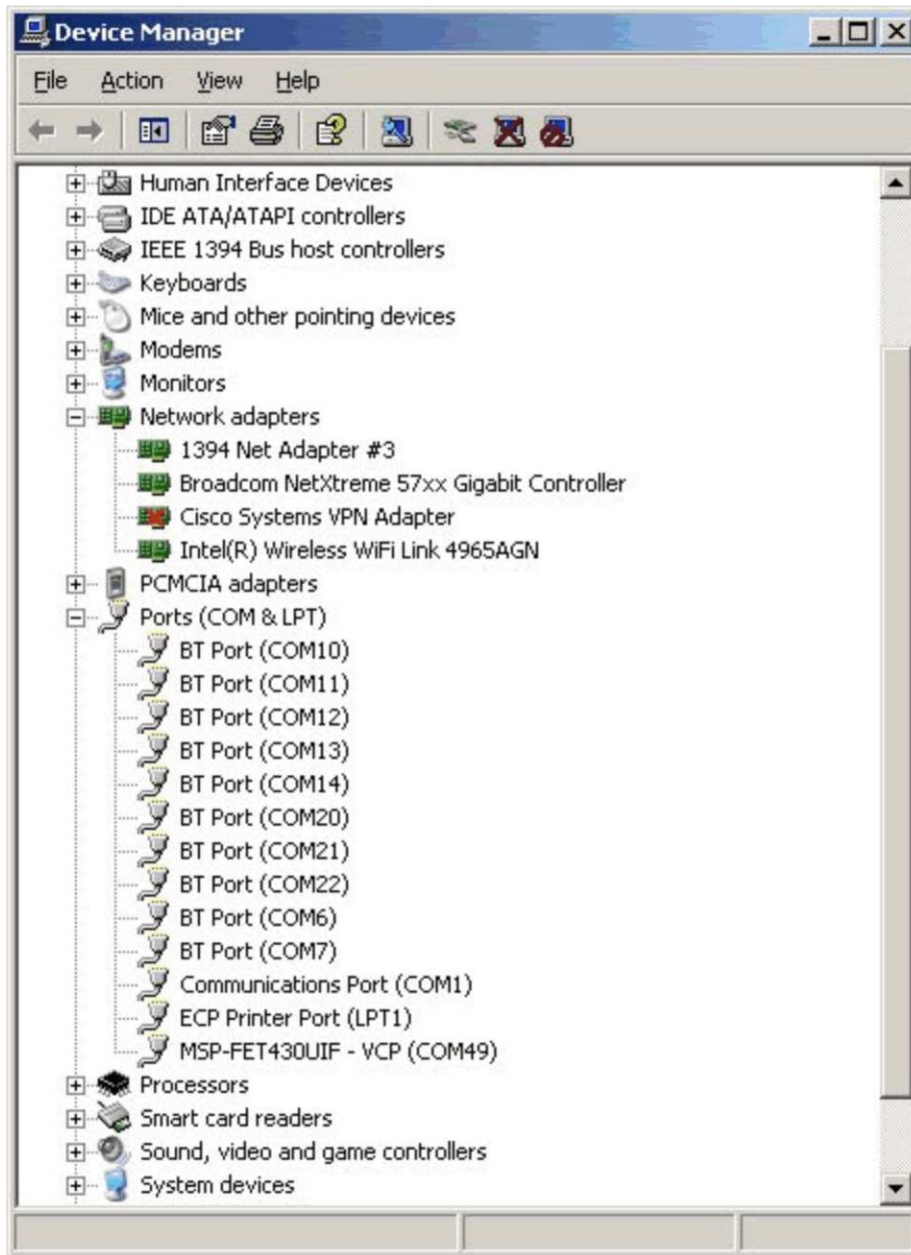 Device Manager
File Action View Help
Human Interface Devices
IDE ATA/ATAPI controllers
IEEE 1394 Bus host controllers
Keyboards
Mice and other pointing devices
Modems
Monitors
Network adapters
1394 Net Adapter #3
Broadcom NetXtreme 57xx Gigabit Controller
Cisco Systems VPN Adapter
Intel(R) Wireless WiFi Link 4965AGN
PCMCIA adapters
Ports (COM & LPT)
BT Port (COM10)
BT Port (COM11)
BT Port (COM12)
BT Port (COM13)
BT Port (COM14)
BT Port (COM20)
BT Port (COM21)
BT Port (COM22)
BT Port (COM6)
BT Port (COM7)
Communications Port (COM1)
ECP Printer Port (LPT1)
MSP-FET430UIF - VCP (COM49)
Processors
Smart card readers
Sound, video and game controllers
System devices